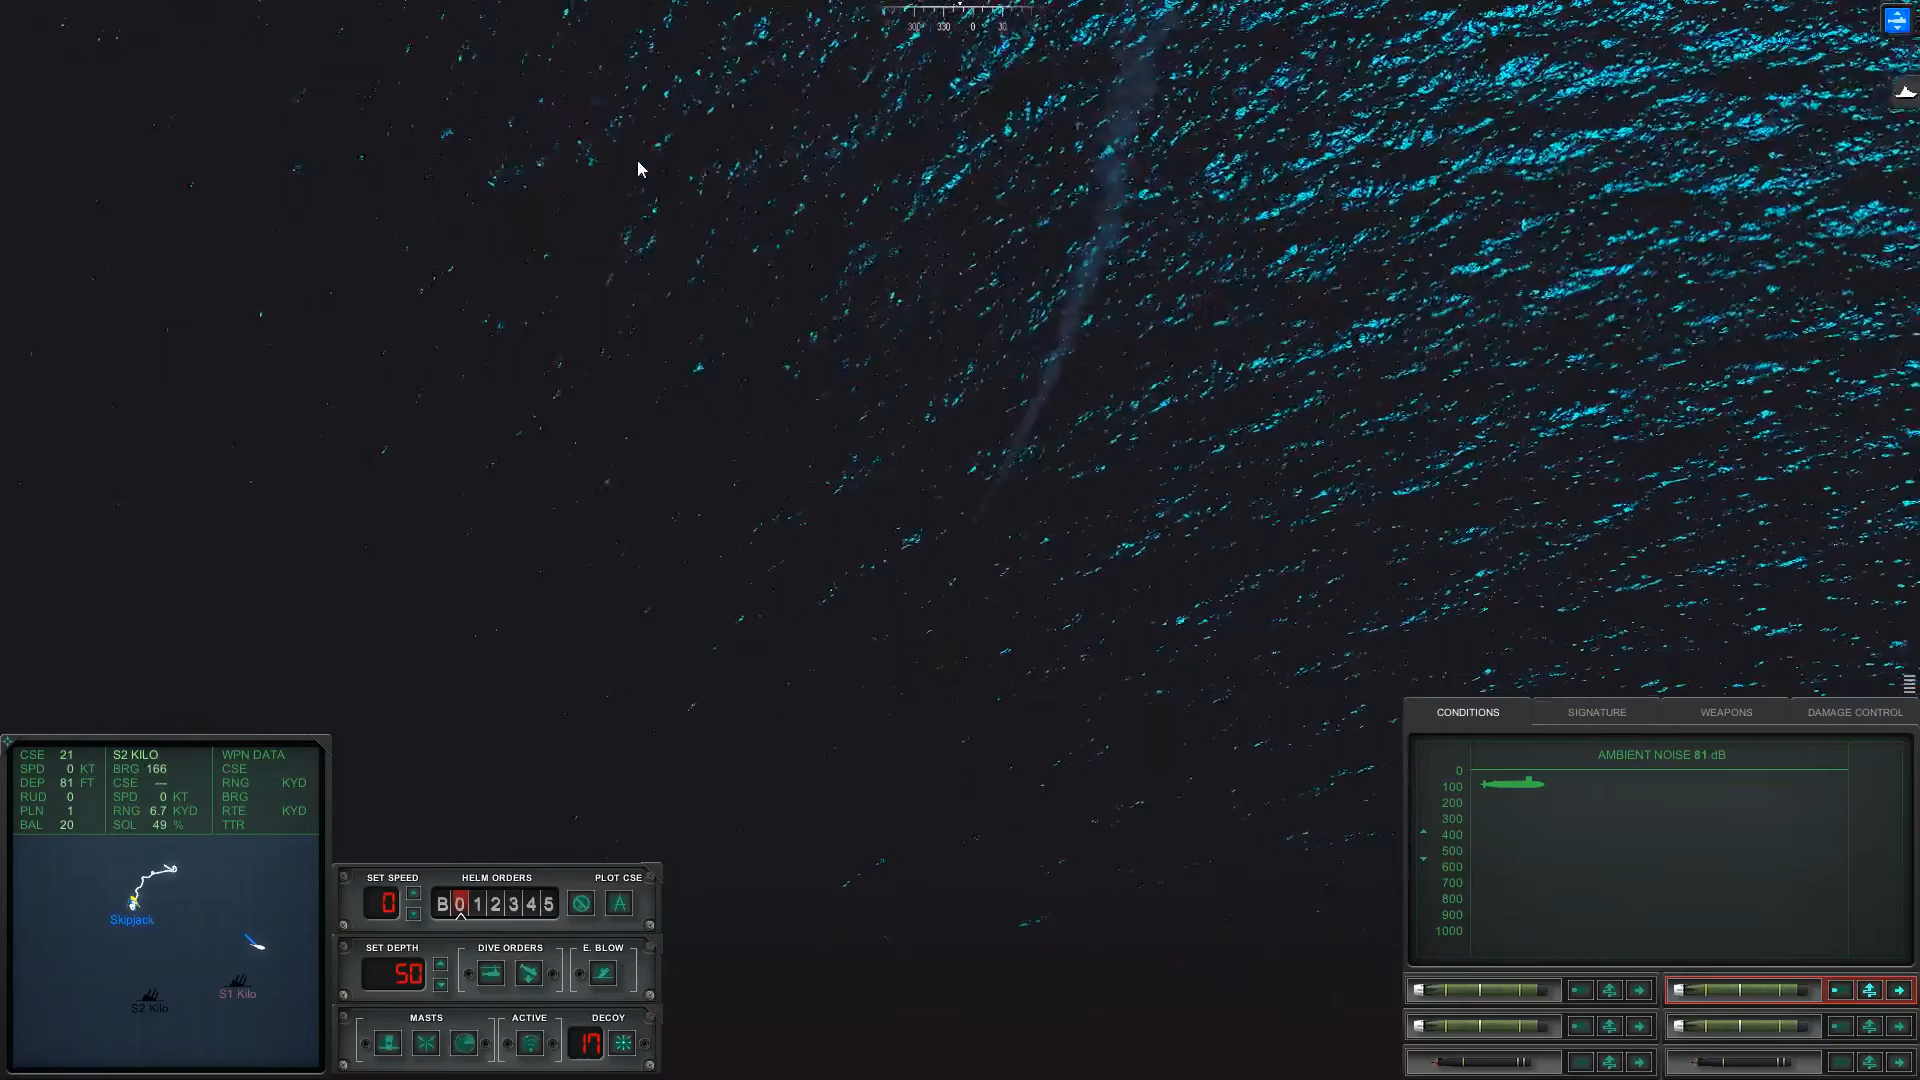 300 330 0 30
CSE 21
SPD 0 KT
DEP 81 FT
RUD 0
PLN 1
BAL 20
S2 KILO
BRG 166
CSE ---
SPD 0 KT
RNG 6.7 KYD
SOL 49 %
WPN DATA
CSE
RNG KYD
BRG
RTE KYD
TTR
Skipjack
S1 Kilo
S2 Kilo
SET SPEED HELM ORDERS PLOT CSE
0 B 0 1 2 3 4 5
SET DEPTH DIVE ORDERS E. BLOW
50
MASTS ACTIVE DECOY
17
CONDITIONS SIGNATURE WEAPONS DAMAGE CONTROL
AMBIENT NOISE 81 dB
0
100
200
300
400
500
600
700
800
900
1000